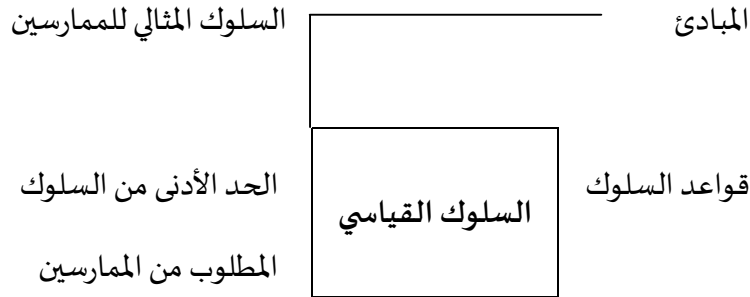 المبادئ
السلوك المثالي للممارسين
قواعد السلوك
السلوك القياسي
الحد الأدنى من السلوك
المطلوب من الممارسين